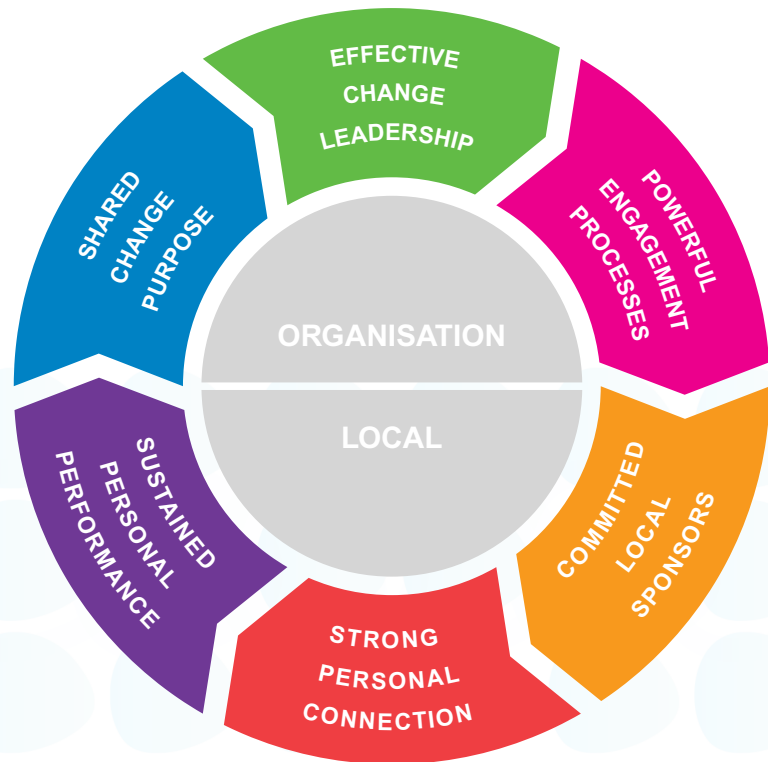 EFFECTIVE
CHANGE
LEADERSHIP
POWERFUL
ENGAGEMENT
PROCESSES
COMMITTED
LOCAL
SPONSORS
STRONG
PERSONAL
CONNECTION
SUSTAINED
PERSONAL
PERFORMANCE
SHARED
CHANGE
PURPOSE
ORGANISATION
LOCAL